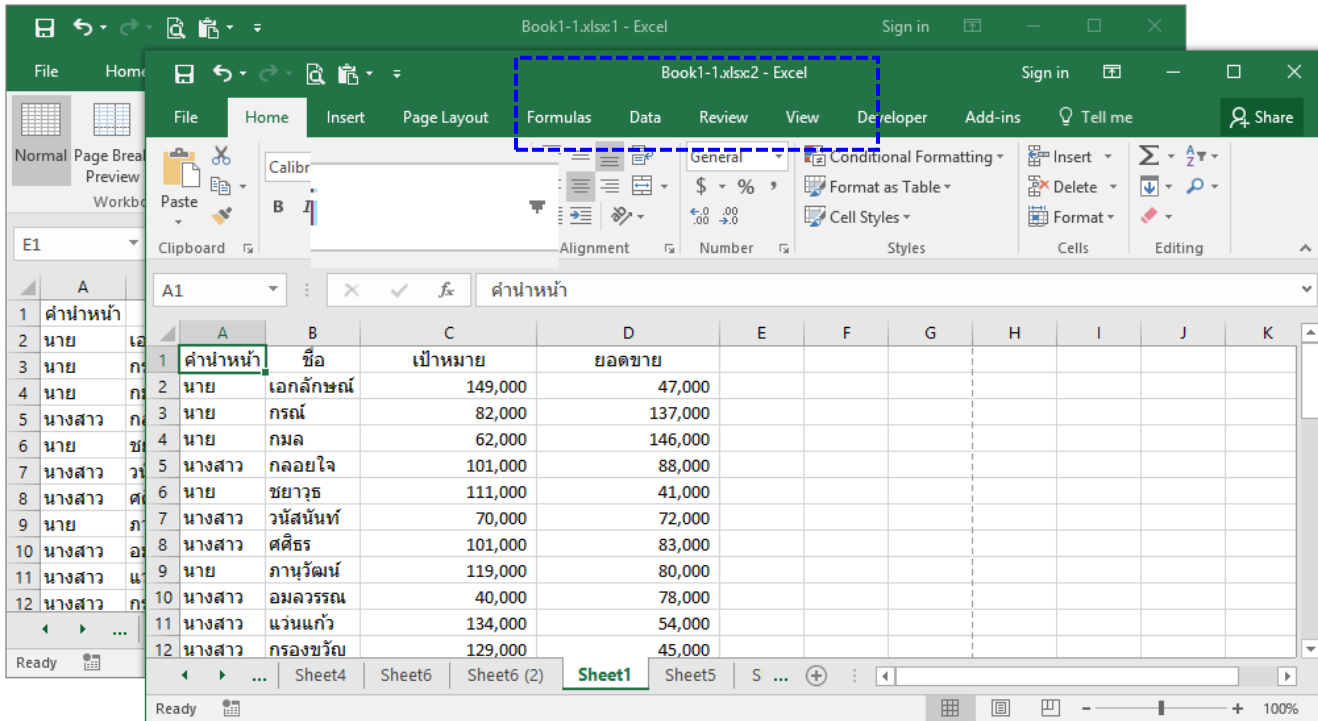 Book1-1.xlsx:1 - Excel Sign in
File Home
Normal Page Break Preview
E1
A
1 คำนำหน้า
2 นาย
3 นาย
4 นาย
5 นางสาว
6 นาย
7 นางสาว
8 นางสาว
9 นาย
10 นางสาว
11 นางสาว
12 นางสาว
...
Ready
Book1-1.xlsx:2 - Excel Sign in
File Home Insert Page Layout Formulas Data Review View Developer Add-ins Tell me Share
Paste
B I
General
$ % ,
Conditional Formatting
Format as Table
Cell Styles
Insert
Delete
Format
Clipboard Alignment Number Styles Cells Editing
A1 fx คำนำหน้า
A B C D E F G H I J K
1 คำนำหน้า ชื่อ เป้าหมาย ยอดขาย
2 นาย เอกลักษณ์ 149,000 47,000
3 นาย กรณ์ 82,000 137,000
4 นาย กมล 62,000 146,000
5 นางสาว กลอยใจ 101,000 88,000
6 นาย ชยาวุธ 111,000 41,000
7 นางสาว วนัสนันท์ 70,000 72,000
8 นางสาว ศศิธร 101,000 83,000
9 นาย ภานุวัฒน์ 119,000 80,000
10 นางสาว อมลวรรณ 40,000 78,000
11 นางสาว แว่นแก้ว 134,000 54,000
12 นางสาว กรองขวัญ 129,000 45,000
... Sheet4 Sheet6 Sheet6 (2) Sheet1 Sheet5 S ...
Ready 100%